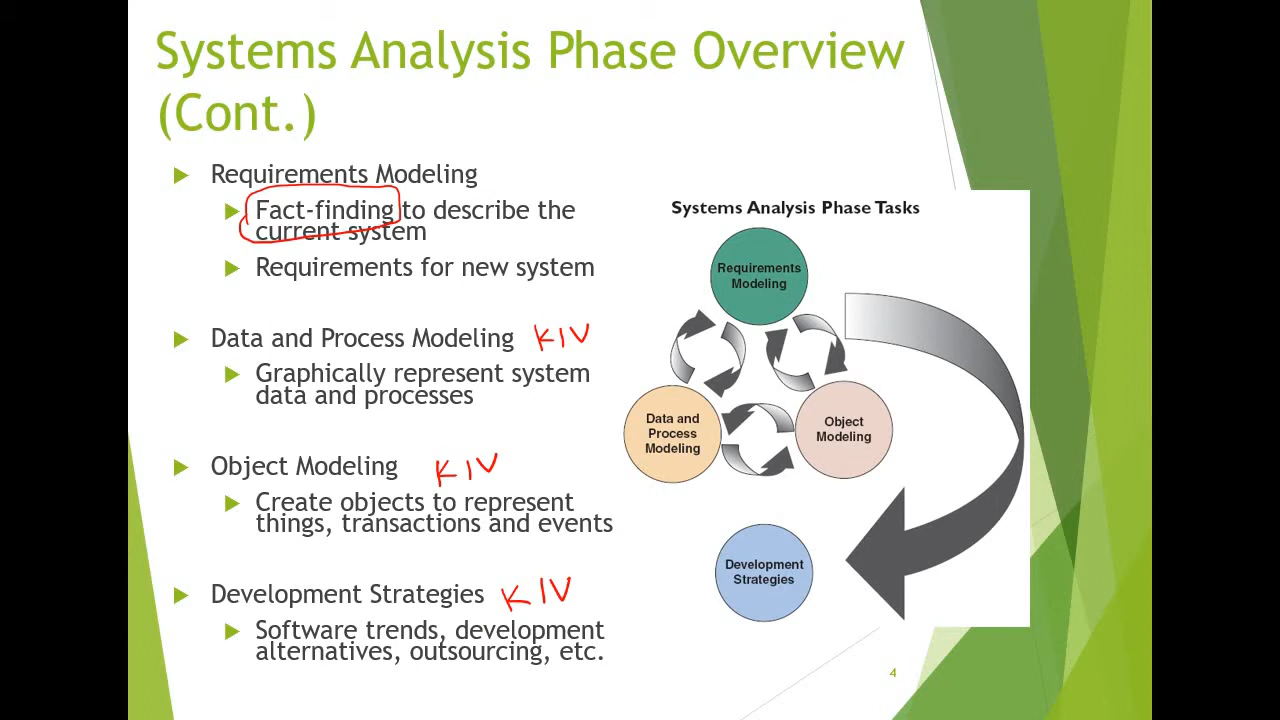 Systems Analysis Phase Overview
(Cont.)
Requirements Modeling
Fact-finding to describe the
current system
Requirements for new system
Data and Process Modeling KIV
Graphically represent system
data and processes
Object Modeling KIV
Create objects to represent
things, transactions and events
Development Strategies KIV
Software trends, development
alternatives, outsourcing, etc.
Systems Analysis Phase Tasks
Requirements
Modeling
Data and
Process
Modeling
Object
Modeling
Development
Strategies
4